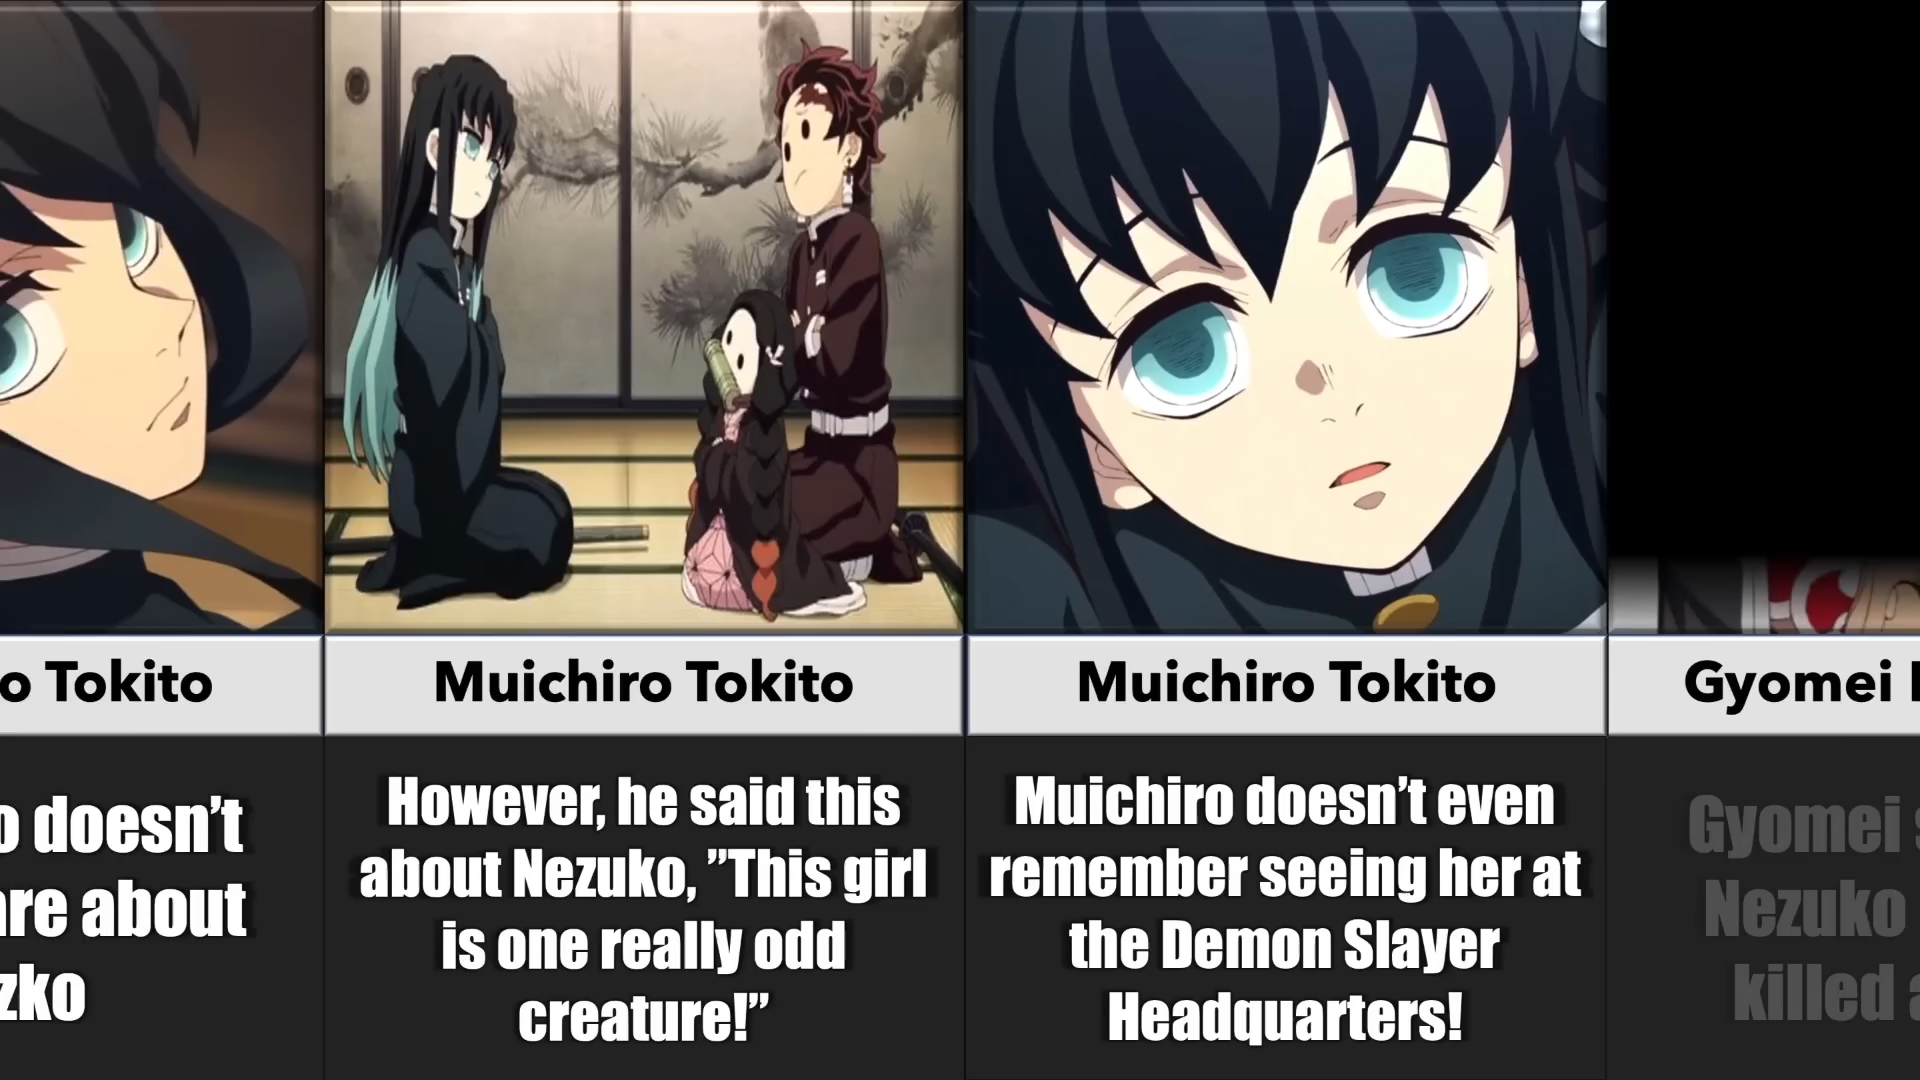 o Tokito
o doesn't
are about
zko
Muichiro Tokito
However, he said this
about Nezuko, "This girl
is one really odd
creature!"
Muichiro Tokito
Muichiro doesn't even
remember seeing her at
the Demon Slayer
Headquarters!
Gyomei
Gyomei s
Nezuko
killed a